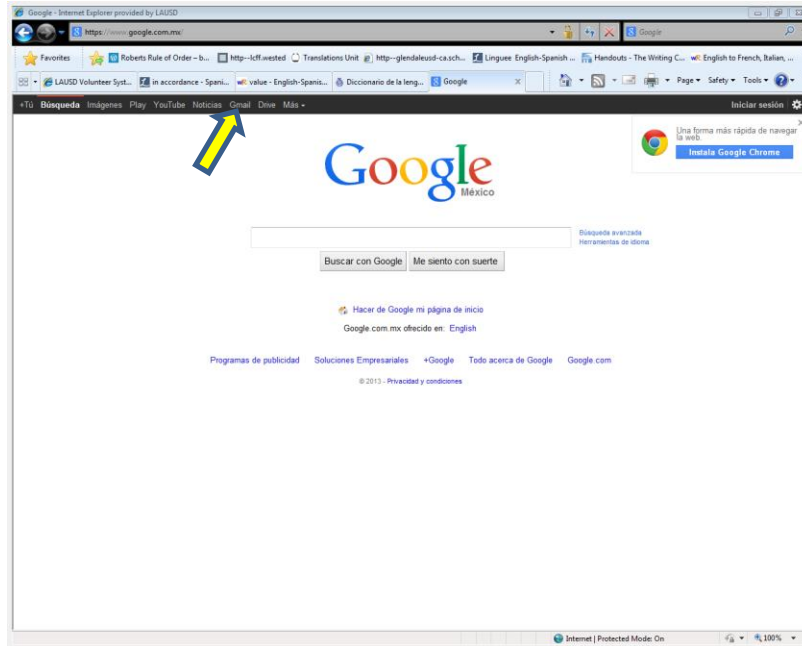 Google - Internet Explorer provided by LAUSD
https://www.google.com.mx/
Google
Favorites Roberts Rule of Order – b... http--lcff.wested Translations Unit http--glendaleusd-ca.sch... Linguee English-Spanish ... Handouts - The Writing C... English to French, Italian, ...
LAUSD Volunteer Syst... in accordance - Spani... value - English-Spanis... Diccionario de la leng... Google x Page Safety Tools
+Tú Búsqueda Imágenes Play YouTube Noticias Gmail Drive Más Iniciar sesión
Una forma más rápida de navegar
la web.
Instala Google Chrome
Google
México
Búsqueda avanzada
Herramientas de idioma
Buscar con Google Me siento con suerte
Hacer de Google mi página de inicio
Google.com.mx ofrecido en: English
Programas de publicidad Soluciones Empresariales +Google Todo acerca de Google Google.com
© 2013 - Privacidad y condiciones
Internet | Protected Mode: On 100%